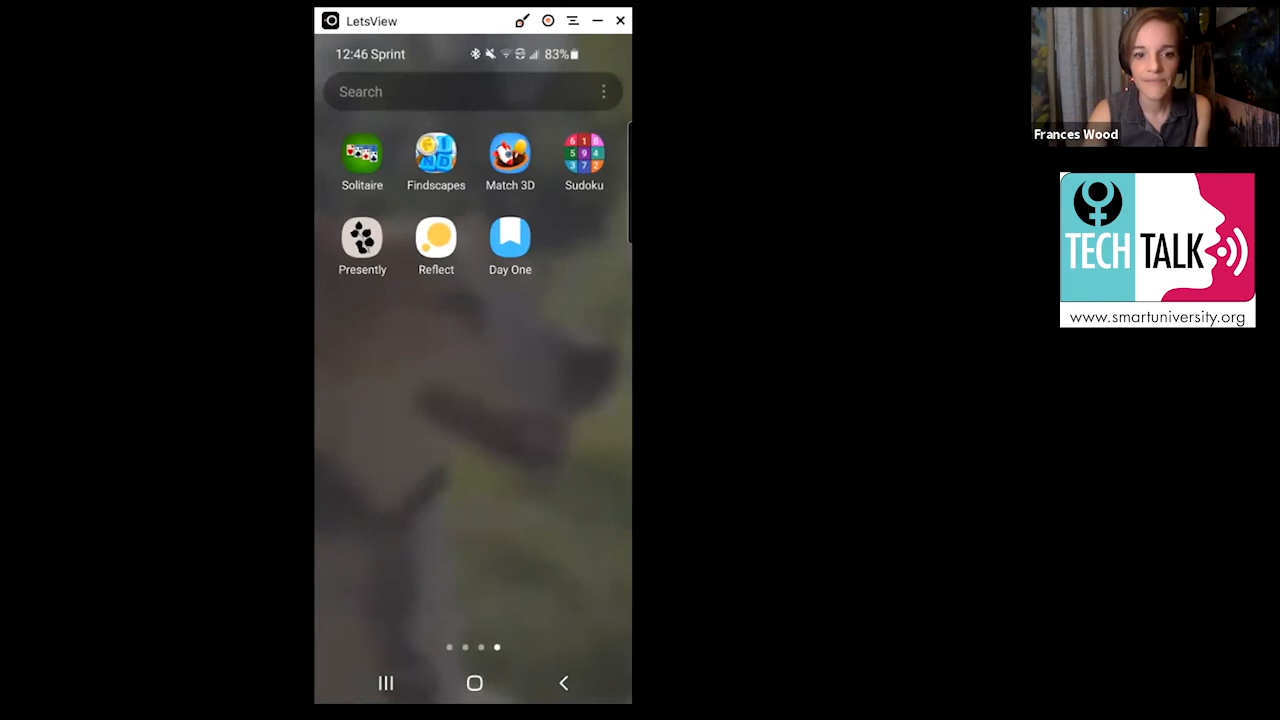 LetsView
12:46 Sprint
83%
Search
Solitaire
Findscapes
Match 3D
Sudoku
Presently
Reflect
Day One
Frances Wood
TECH TALK
www.smartuniversity.org